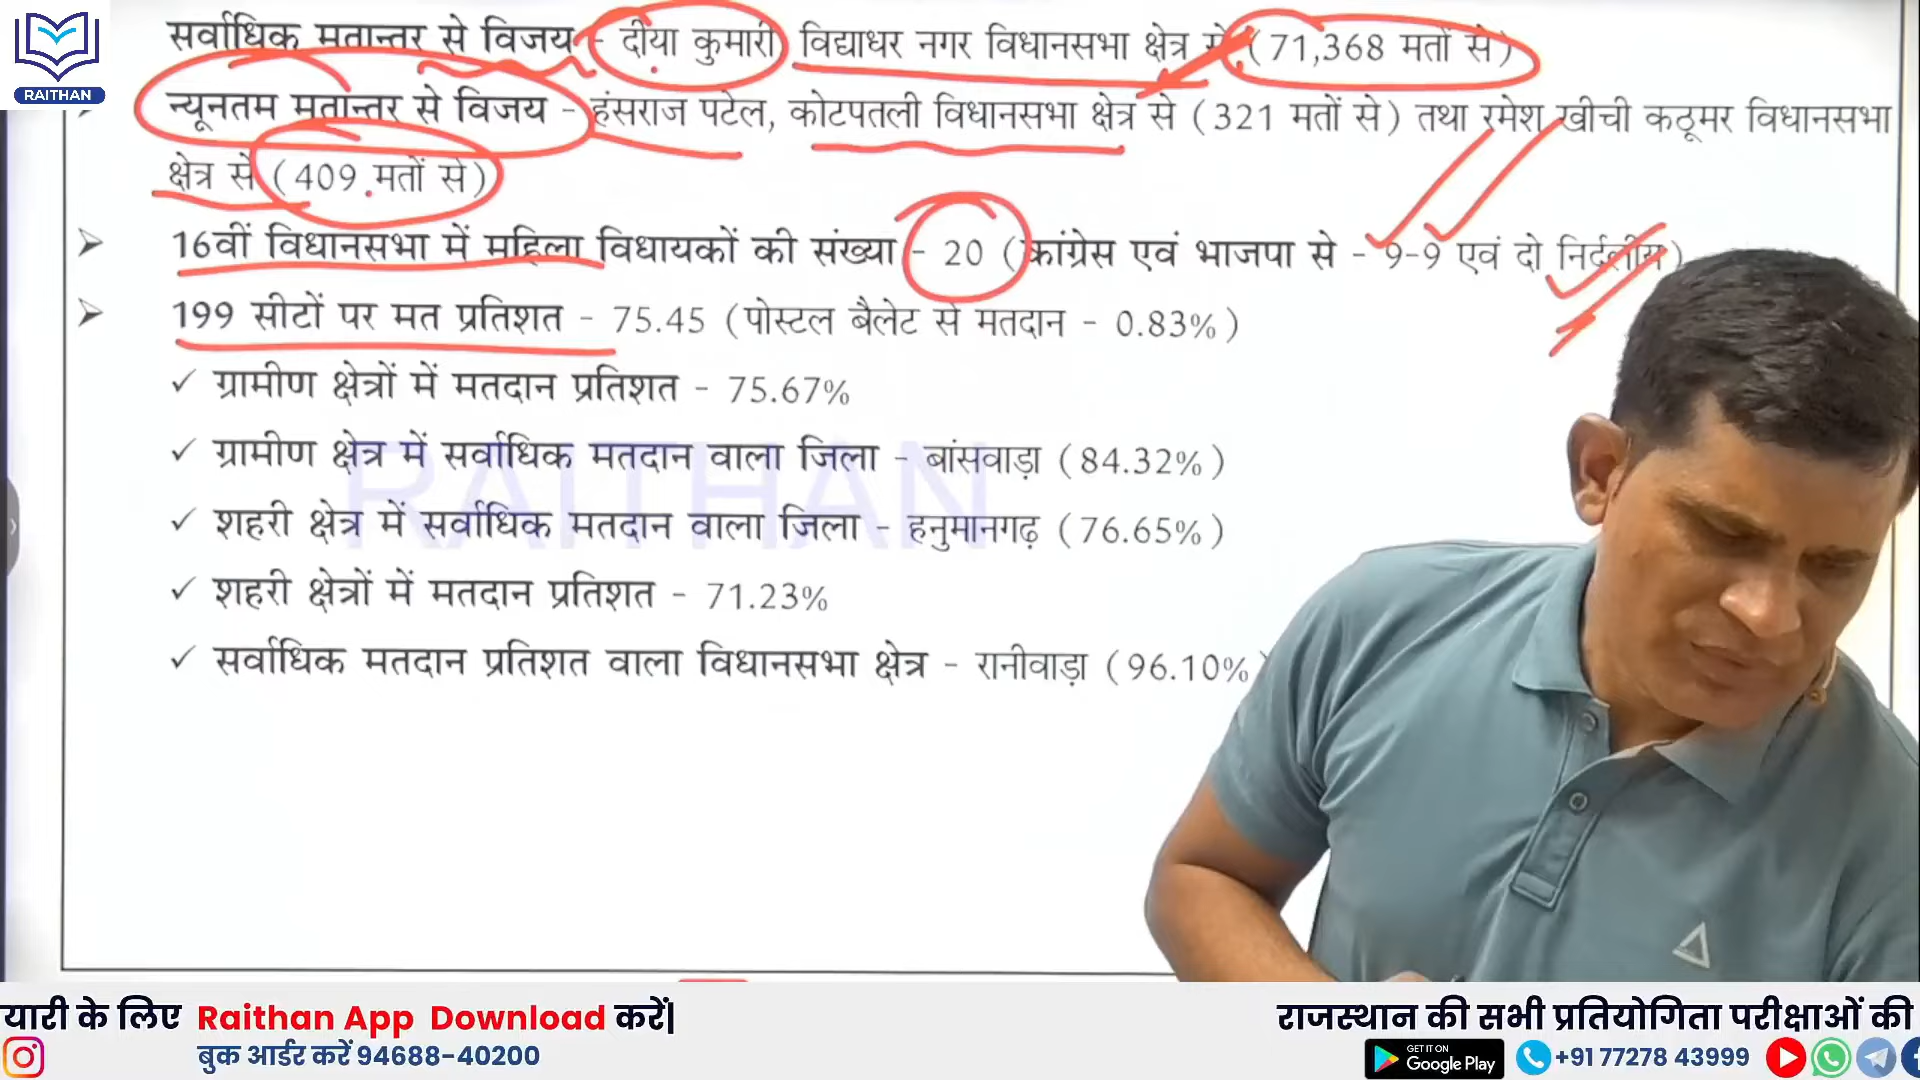 RAITHAN
सर्वाधिक मतान्तर से विजय - दीया कुमारी विद्याधर नगर विधानसभा क्षेत्र से (71,368 मतों से)
न्यूनतम मतान्तर से विजय - हंसराज पटेल, कोटपतली विधानसभा क्षेत्र से (321 मतों से) तथा रमेश खीची कठूमर विधानसभा
क्षेत्र से (409 मतों से)
➢ 16वीं विधानसभा में महिला विधायकों की संख्या - 20 (कांग्रेस एवं भाजपा से - 9-9 एवं दो निर्दलीय)
➢ 199 सीटों पर मत प्रतिशत - 75.45 (पोस्टल बैलेट से मतदान - 0.83%)
✓ ग्रामीण क्षेत्रों में मतदान प्रतिशत - 75.67%
✓ ग्रामीण क्षेत्र में सर्वाधिक मतदान वाला जिला - बांसवाड़ा (84.32%)
RAITHAN
✓ शहरी क्षेत्र में सर्वाधिक मतदान वाला जिला - हनुमानगढ़ (76.65%)
✓ शहरी क्षेत्रों में मतदान प्रतिशत - 71.23%
✓ सर्वाधिक मतदान प्रतिशत वाला विधानसभा क्षेत्र - रानीवाड़ा (96.10%)
यारी के लिए Raithan App Download करें|
राजस्थान की सभी प्रतियोगिता परीक्षाओं की
बुक आर्डर करें 94688-40200
GET IT ON
Google Play
+91 77278 43999